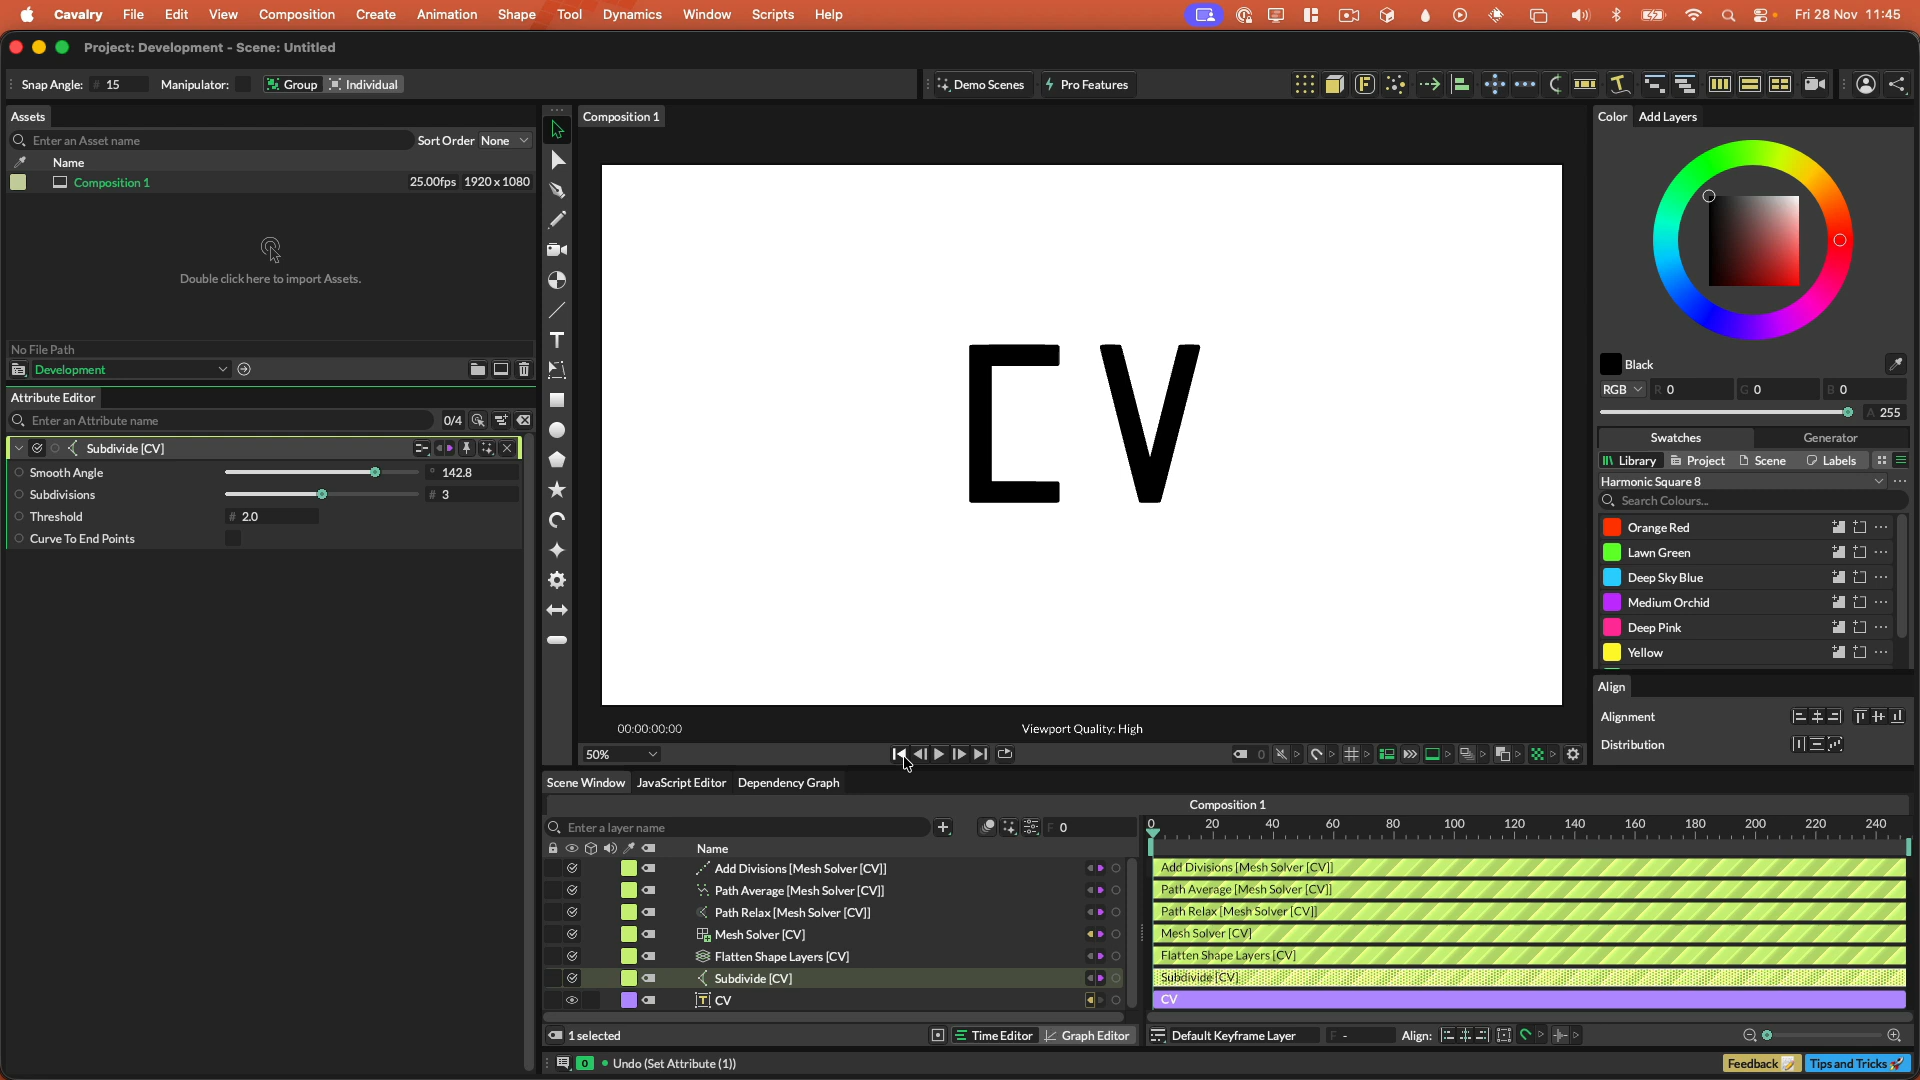 Cavalry File Edit View Composition Create Animation Shape Tool Dynamics Window Scripts Help Fri 28 Nov 11:45
Project: Development - Scene: Untitled
Snap Angle: # 15 Manipulator: Group Individual Demo Scenes Pro Features
Assets
Enter an Asset name Sort Order None
Name
Composition 1 25.00fps 1920 x 1080
Double click here to import Assets.
No File Path
Development
Attribute Editor
Enter an Attribute name 0/4
Subdivide [CV]
Smooth Angle ° 142.8
Subdivisions # 3
Threshold # 2.0
Curve To End Points
Composition 1
CV
00:00:00:00 Viewport Quality: High
50% 0
Color Add Layers
Black
RGB R 0 G 0 B 0
A 255
Swatches Generator
Library Project Scene Labels
Harmonic Square 8
Search Colours...
Orange Red
Lawn Green
Deep Sky Blue
Medium Orchid
Deep Pink
Yellow
Align
Alignment
Distribution
Scene Window JavaScript Editor Dependency Graph
Composition 1
Enter a layer name F 0 0 20 40 60 80 100 120 140 160 180 200 220 240
Name
Add Divisions [Mesh Solver [CV]] Add Divisions [Mesh Solver [CV]]
Path Average [Mesh Solver [CV]] Path Average [Mesh Solver [CV]]
Path Relax [Mesh Solver [CV]] Path Relax [Mesh Solver [CV]]
Mesh Solver [CV] Mesh Solver [CV]
Flatten Shape Layers [CV] Flatten Shape Layers [CV]
Subdivide [CV] Subdivide [CV]
CV CV
1 selected Time Editor Graph Editor Default Keyframe Layer F - Align:
0 Undo (Set Attribute (1)) Feedback Tips and Tricks